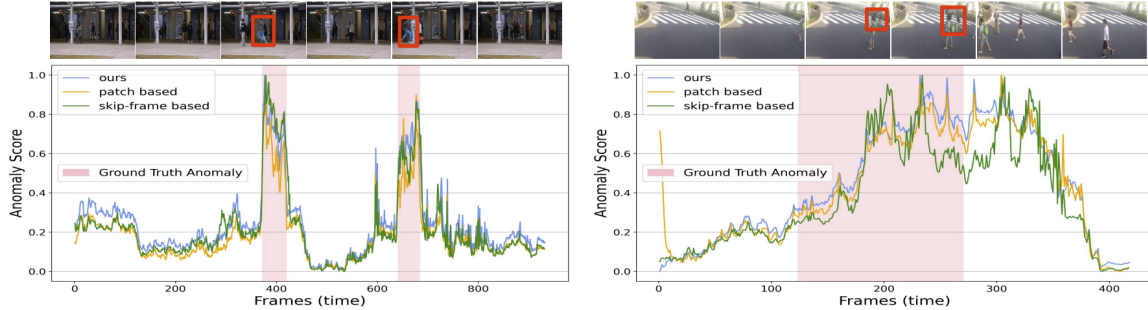 1.0
0.8
0.6
0.4
0.2
0.0
Anomaly Score
ours
patch based
skip-frame based
Ground Truth Anomaly
0
200
400
600
800
Frames (time)
1.0
0.8
0.6
0.4
0.2
0.0
Anomaly Score
ours
patch based
skip-frame based
Ground Truth Anomaly
0
100
200
300
400
Frames (time)